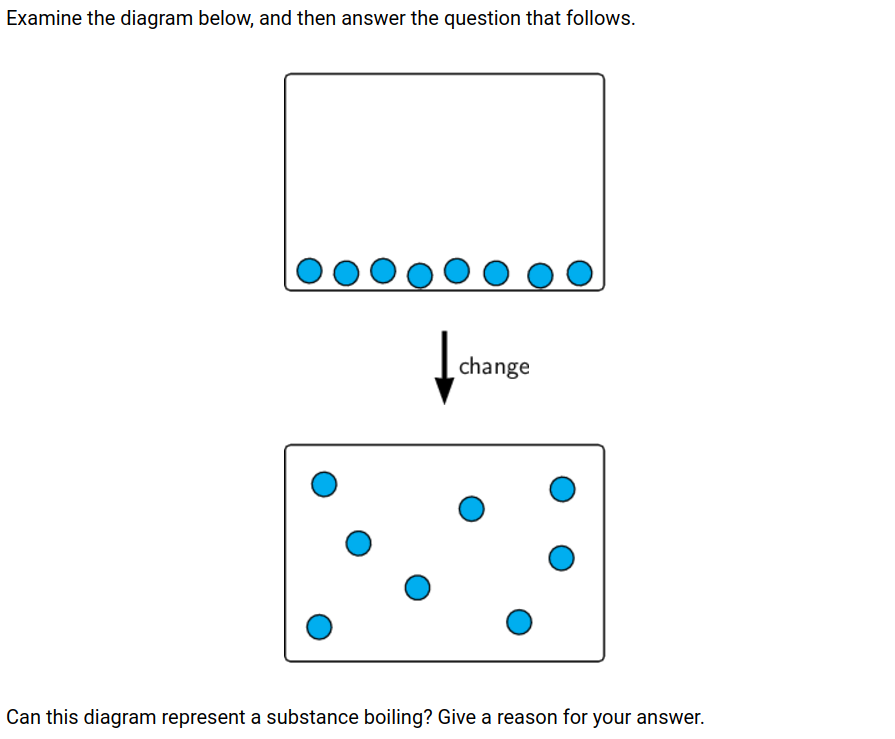 Examine the diagram below, and then answer the question that follows.
change
Can this diagram represent a substance boiling? Give a reason for your answer.